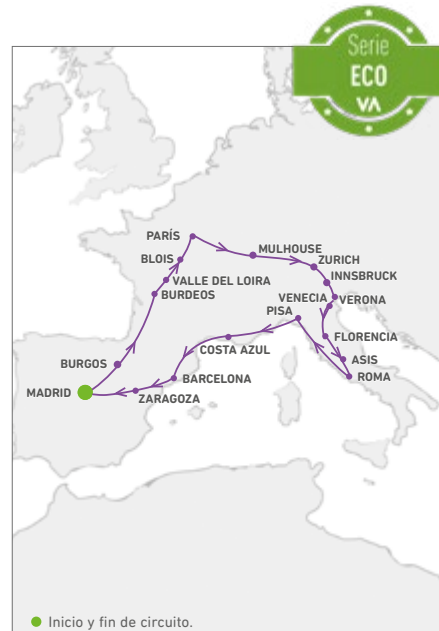 Serie
ECO
VA
PARÍS
MULHOUSE
BLOIS
ZURICH
VALLE DEL LOIRA
INNSBRUCK
BURDEOS
VENECIA
VERONA
PISA
FLORENCIA
COSTA AZUL
ASIS
BURGOS
ROMA
BARCELONA
MADRID
ZARAGOZA
Inicio y fin de circuito.